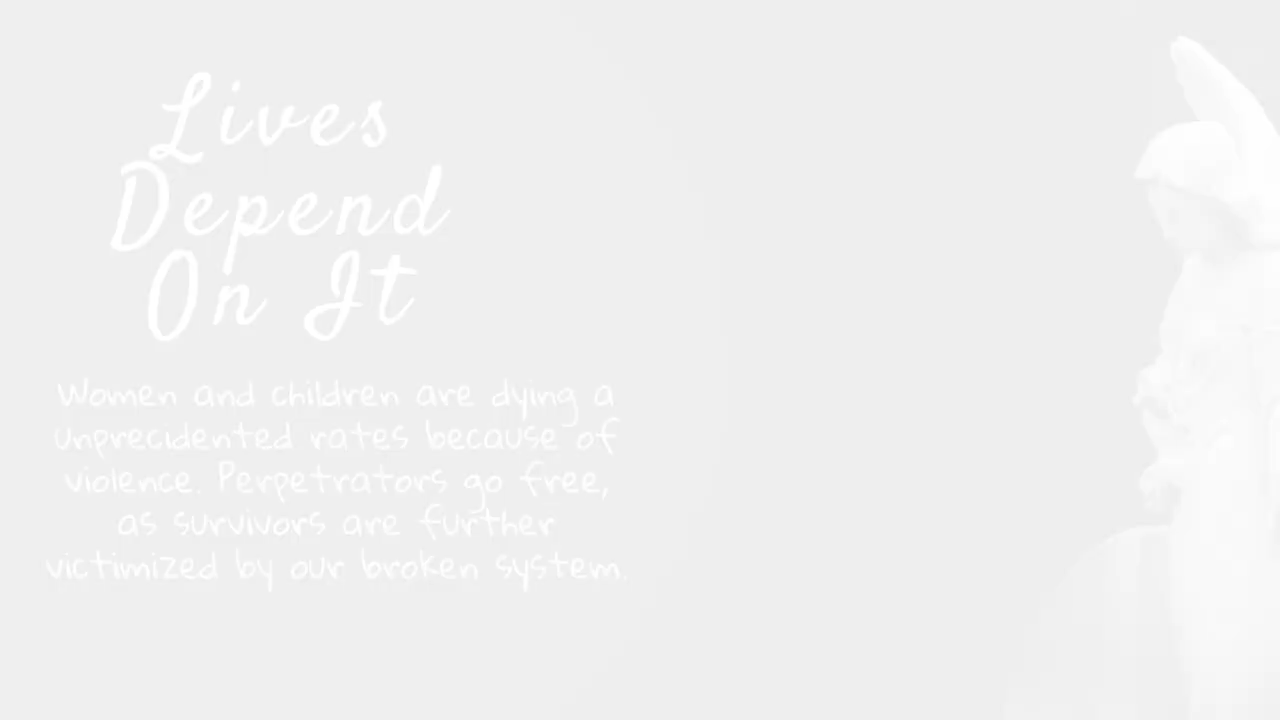 Lives
Depend
On It
Women and children are dying a
unprecidented rates because of
violence. Perpetrators go free,
as survivors are further
victimized by our broken system.